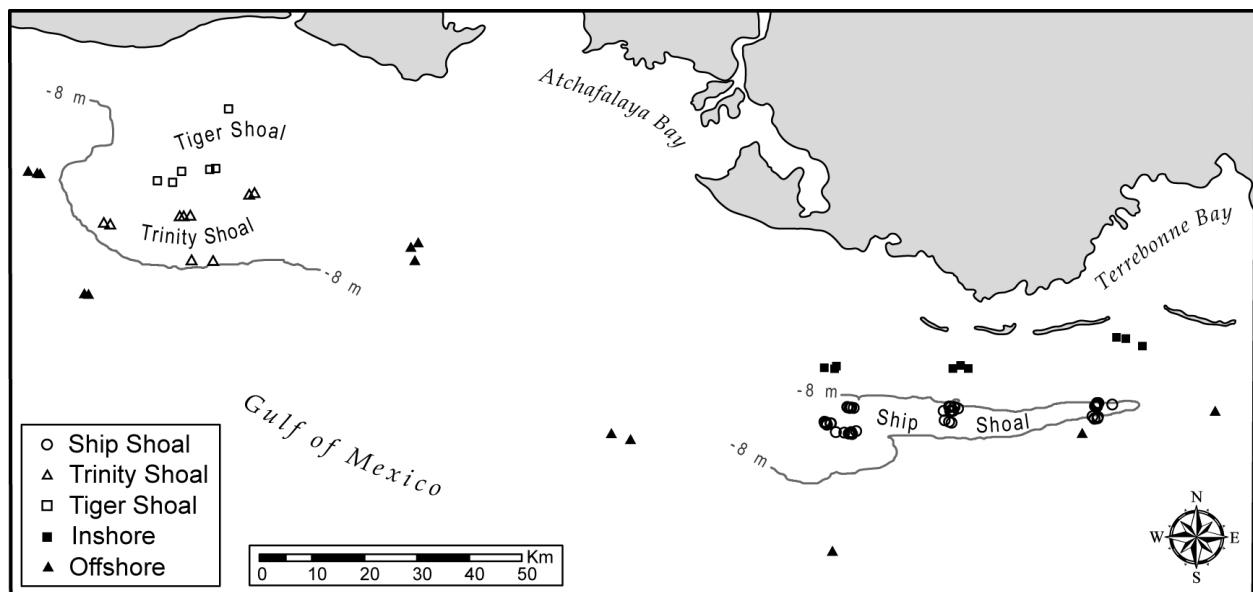 -8 m
Tiger Shoal
Trinity Shoal
-8 m
Atchafalaya Bay
Terrebonne Bay
Gulf of Mexico
-8 m
Ship Shoal
-8 m
Ship Shoal
Trinity Shoal
Tiger Shoal
Inshore
Offshore
Km
0 10 20 30 40 50
N
W E
S